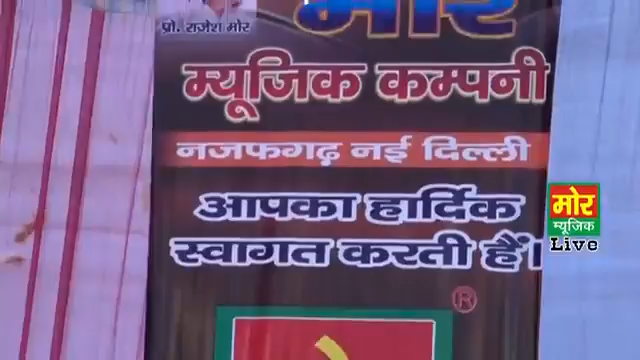 प्रो. राजेश मोर
मोर
म्यूजिक कम्पनी
नजफगढ़ नई दिल्ली
आपका हार्दिक
स्वागत करती हैं।
®
मोर
म्यूजिक
Live